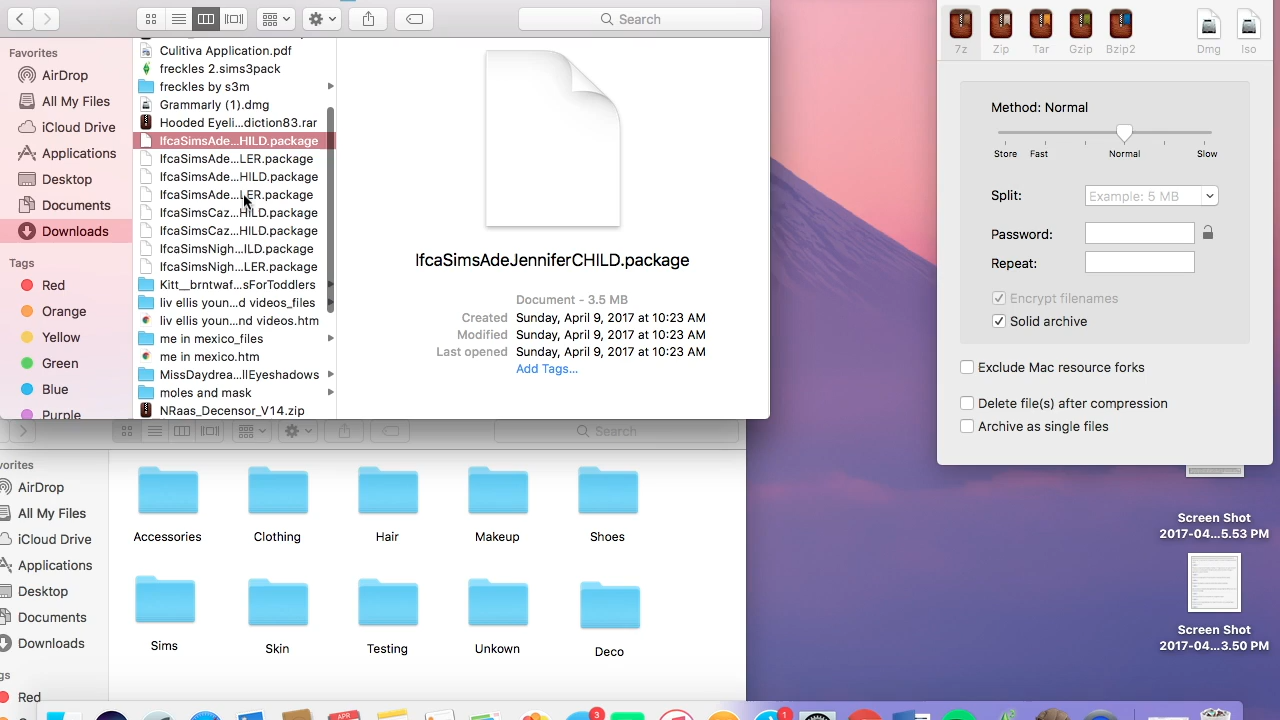 Search
Favorites
AirDrop
All My Files
iCloud Drive
Applications
Desktop
Documents
Downloads
Tags
Red
Orange
Yellow
Green
Blue
Purple
Culitiva Application.pdf
freckles 2.sims3pack
freckles by s3m
Grammarly (1).dmg
Hooded Eyeli...diction83.rar
IfcaSimsAde...HILD.package
IfcaSimsAde...LER.package
IfcaSimsAde...HILD.package
IfcaSimsAde...LER.package
IfcaSimsCaz...HILD.package
IfcaSimsCaz...HILD.package
IfcaSimsNigh...ILD.package
IfcaSimsNigh...LER.package
Kitt__brntwaf...sForToddlers
liv ellis youn...d videos_files
liv ellis youn...nd videos.htm
me in mexico_files
me in mexico.htm
MissDaydrea...llEyeshadows
moles and mask
NRaas_Decensor_V14.zip
IfcaSimsAdeJenniferCHILD.package
Document - 3.5 MB
Created Sunday, April 9, 2017 at 10:23 AM
Modified Sunday, April 9, 2017 at 10:23 AM
Last opened Sunday, April 9, 2017 at 10:23 AM
Add Tags...
7z Zip Tar Gzip Bzip2 Dmg Iso
Method: Normal
Store Fast Normal Slow
Split: Example: 5 MB
Password:
Repeat:
Encrypt filenames
Solid archive
Exclude Mac resource forks
Delete file(s) after compression
Archive as single files
Search
vorites
AirDrop
All My Files
iCloud Drive
Applications
Desktop
Documents
Downloads
gs
Red
Accessories Clothing Hair Makeup Shoes
Sims Skin Testing Unkown Deco
Screen Shot
2017-04...5.53 PM
Screen Shot
2017-04...3.50 PM
APR
3
1